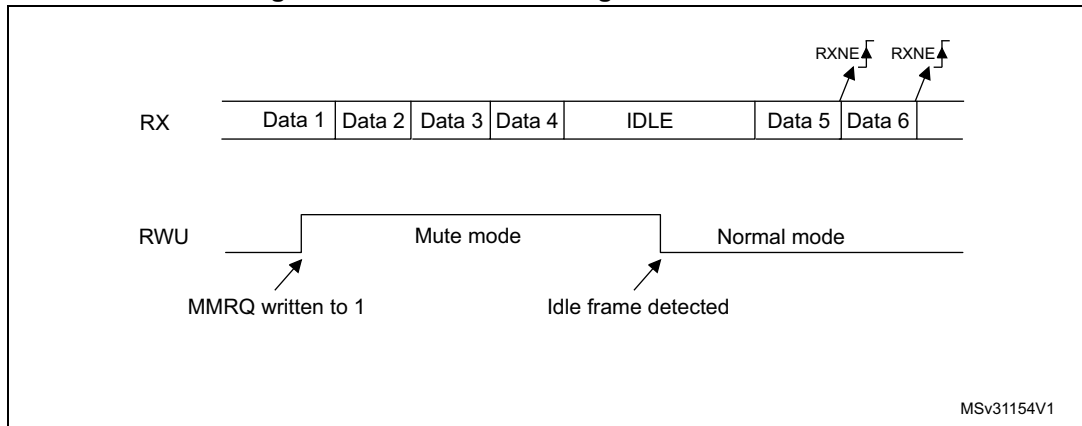 RXNE RXNE
RX Data 1 Data 2 Data 3 Data 4 IDLE Data 5 Data 6
RWU Mute mode Normal mode
MMRQ written to 1 Idle frame detected
MSv31154V1